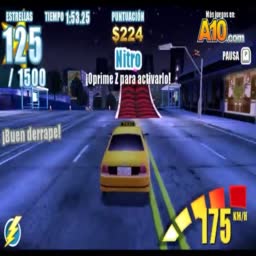 ESTRELLAS
125
/ 1500
TIEMPO 1:53.25
PUNTUACIÓN
$224
Más juegos en:
A10.com
PAUSA
Nitro
¡Oprime Z para activarlo!
¡Buen derrape!
175 KM/H